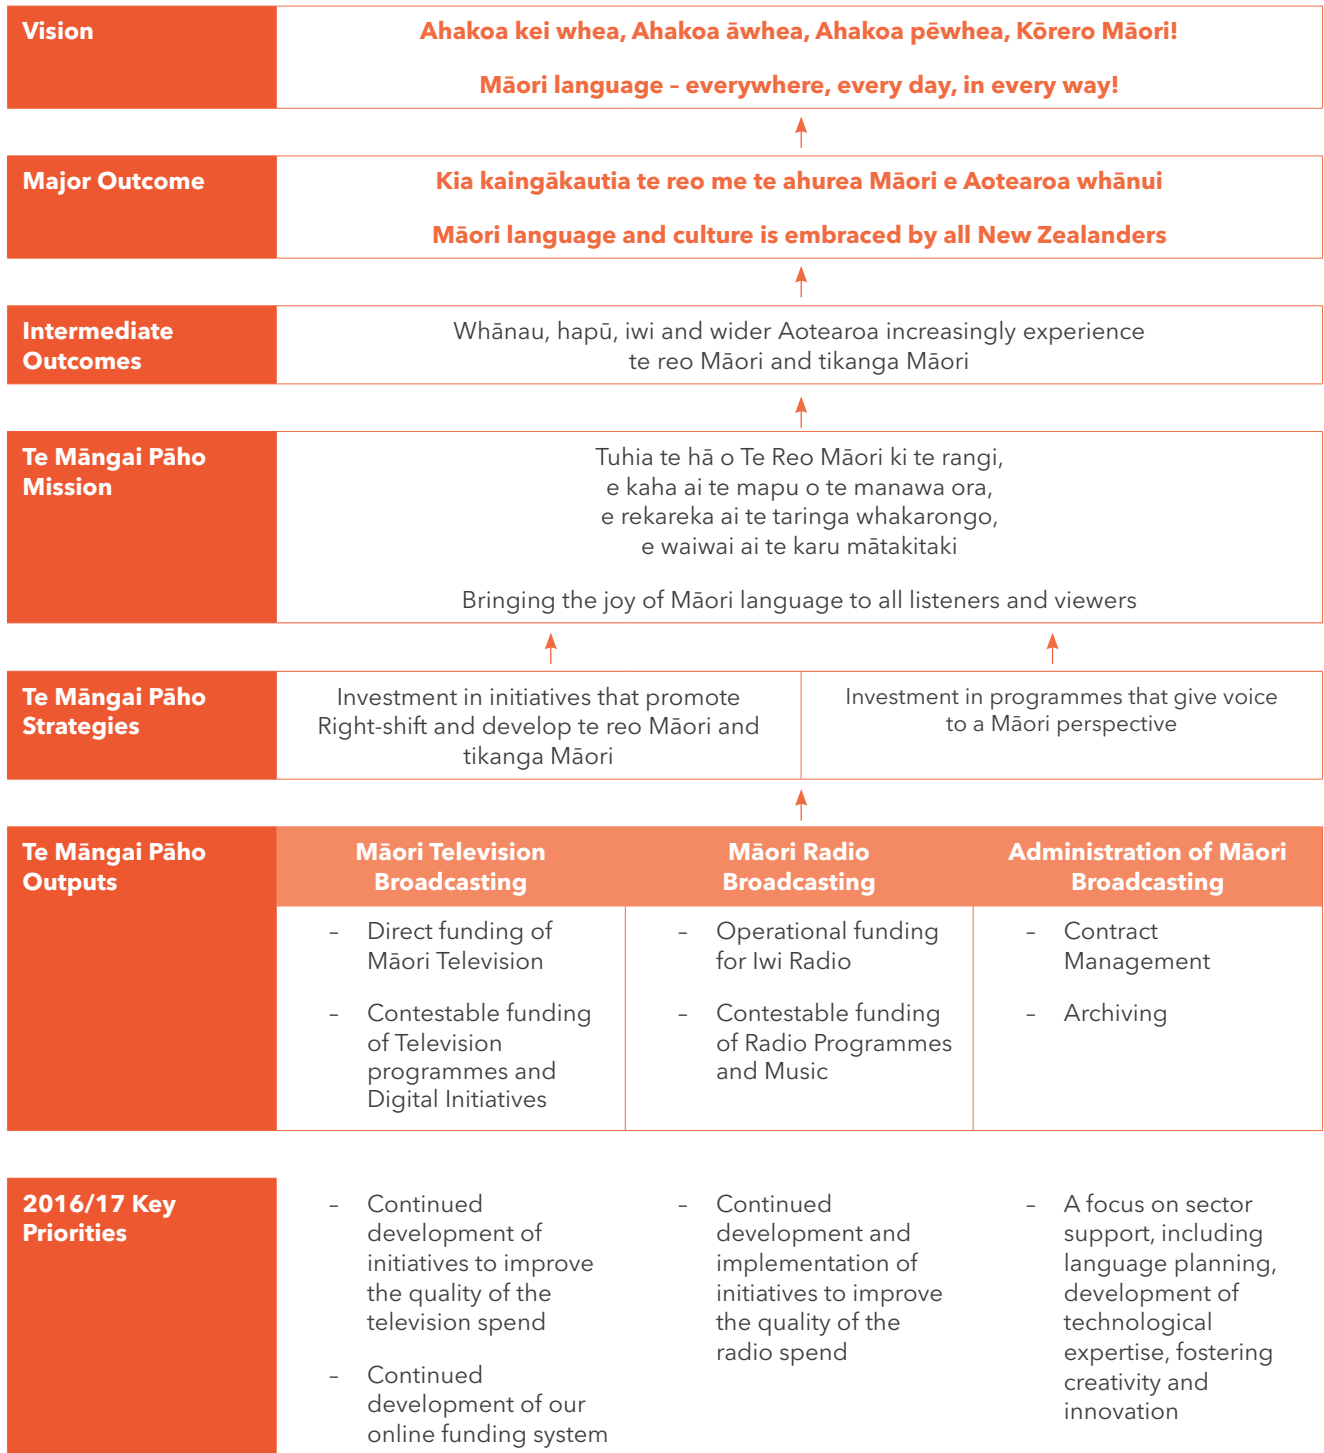 Vision
Ahakoa kei whea, Ahakoa āwhea, Ahakoa pēwhea, Kōrero Māori!
Māori language – everywhere, every day, in every way!
Major Outcome
Kia kaingākautia te reo me te ahurea Māori e Aotearoa whānui
Māori language and culture is embraced by all New Zealanders
Intermediate
Outcomes
Whānau, hapū, iwi and wider Aotearoa increasingly experience
te reo Māori and tikanga Māori
Te Māngai Pāho
Mission
Tuhia te hā o Te Reo Māori ki te rangi,
e kaha ai te mapu o te manawa ora,
e rekareka ai te taringa whakarongo,
e waiwai ai te karu mātakitaki
Bringing the joy of Māori language to all listeners and viewers
Te Māngai Pāho
Strategies
Investment in initiatives that promote
Right-shift and develop te reo Māori and
tikanga Māori
Investment in programmes that give voice
to a Māori perspective
Te Māngai Pāho
Outputs
Māori Television
Broadcasting
– Direct funding of
Māori Television
– Contestable funding
of Television
programmes and
Digital Initiatives
Māori Radio
Broadcasting
– Operational funding
for Iwi Radio
– Contestable funding
of Radio Programmes
and Music
Administration of Māori
Broadcasting
– Contract
Management
– Archiving
2016/17 Key
Priorities
– Continued
development of
initiatives to improve
the quality of the
television spend
– Continued
development of our
online funding system
– Continued
development and
implementation of
initiatives to improve
the quality of the
radio spend
– A focus on sector
support, including
language planning,
development of
technological
expertise, fostering
creativity and
innovation